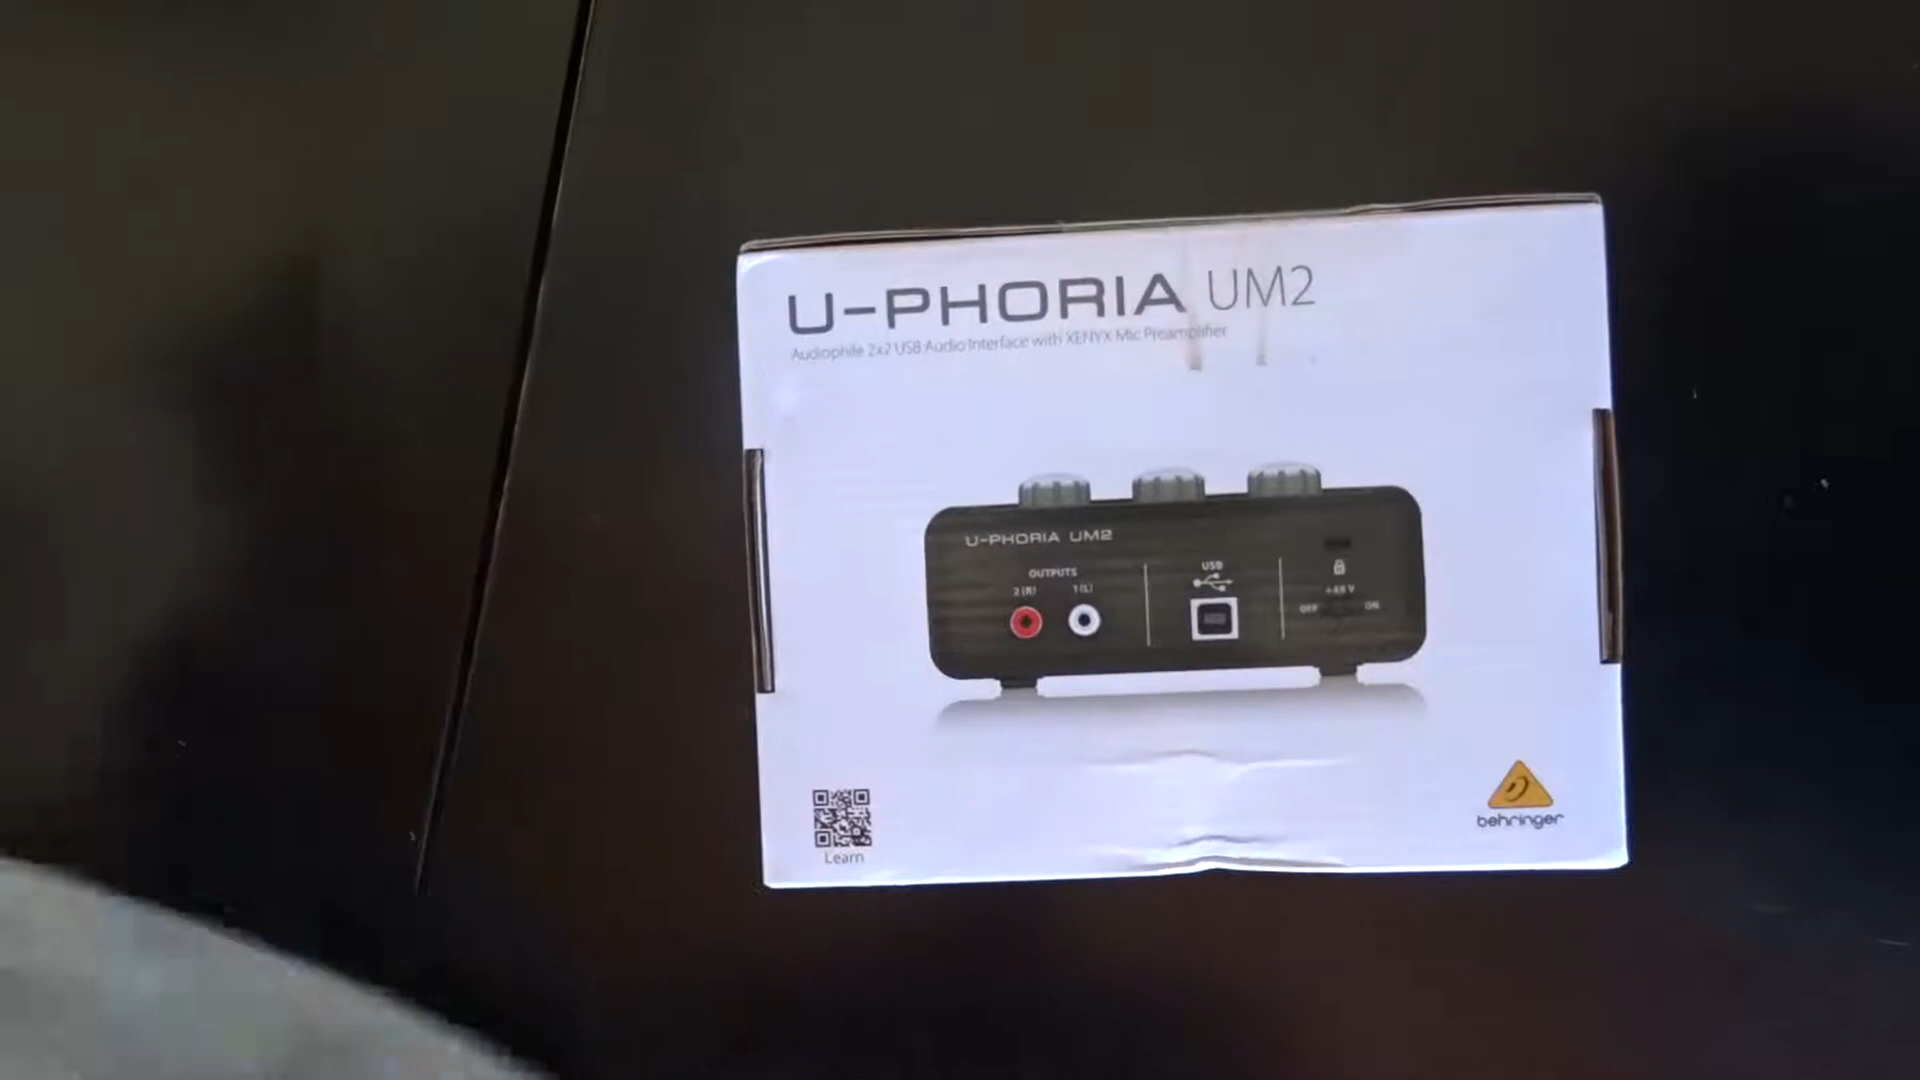 U-PHORIA UM2
Audiophile 2x2 USB Audio Interface with XENYX Mic Preamplifier
U-PHORIA UM2
OUTPUTS
2 (R) 1 (L)
USB
+48 V
OFF ON
Learn
behringer